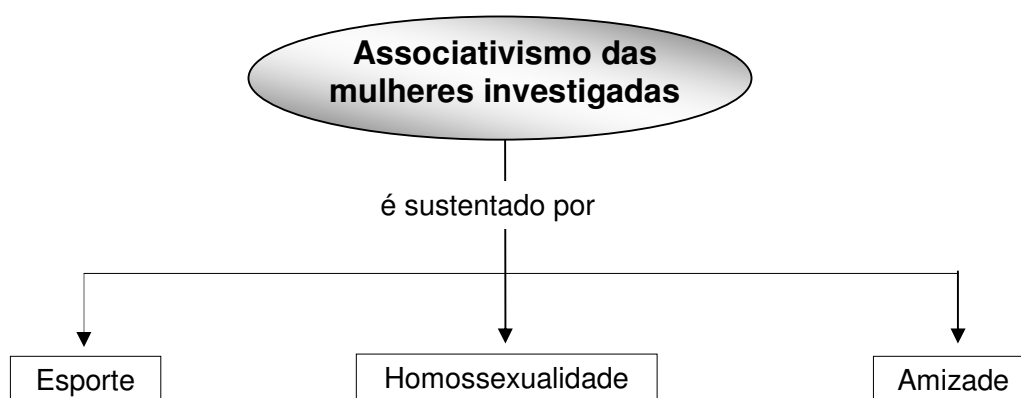 Associativismo das
mulheres investigadas
é sustentado por
Esporte
Homossexualidade
Amizade